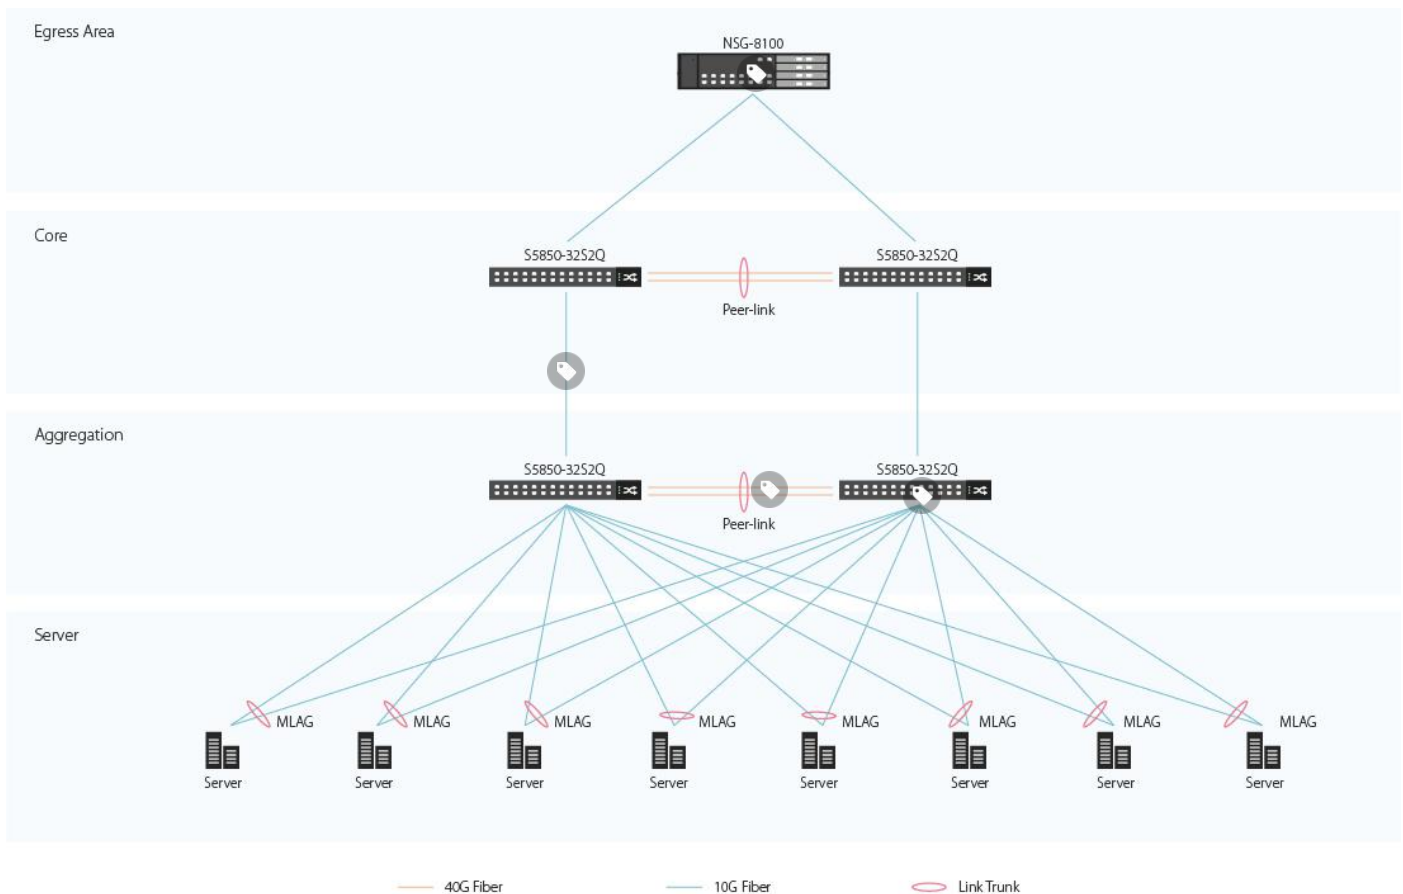 Egress Area
NSG-8100
Core
S5850-32S2Q
S5850-32S2Q
Peer-link
Aggregation
S5850-32S2Q
S5850-32S2Q
Peer-link
Server
MLAG
MLAG
MLAG
MLAG
MLAG
MLAG
MLAG
MLAG
Server
Server
Server
Server
Server
Server
Server
Server
40G Fiber
10G Fiber
Link Trunk